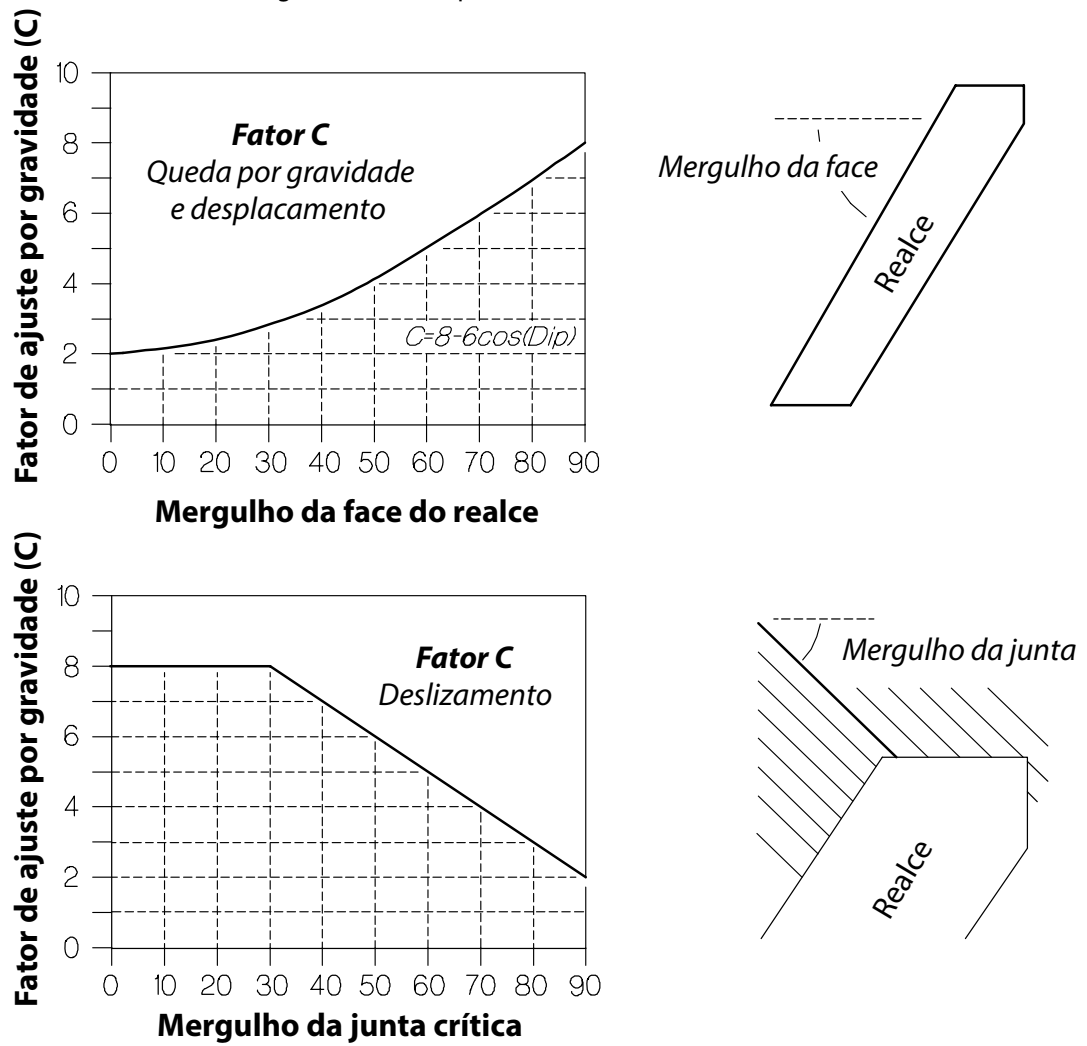 Fator de ajuste por gravidade (C)
10
8
6
4
2
0
Fator C
Queda por gravidade
e desplacamento
C=8-6cos(Dip)
0 10 20 30 40 50 60 70 80 90
Mergulho da face do realce
Mergulho da face
Realce
Fator de ajuste por gravidade (C)
10
8
6
4
2
0
Fator C
Deslizamento
0 10 20 30 40 50 60 70 80 90
Mergulho da junta crítica
Mergulho da junta
Realce